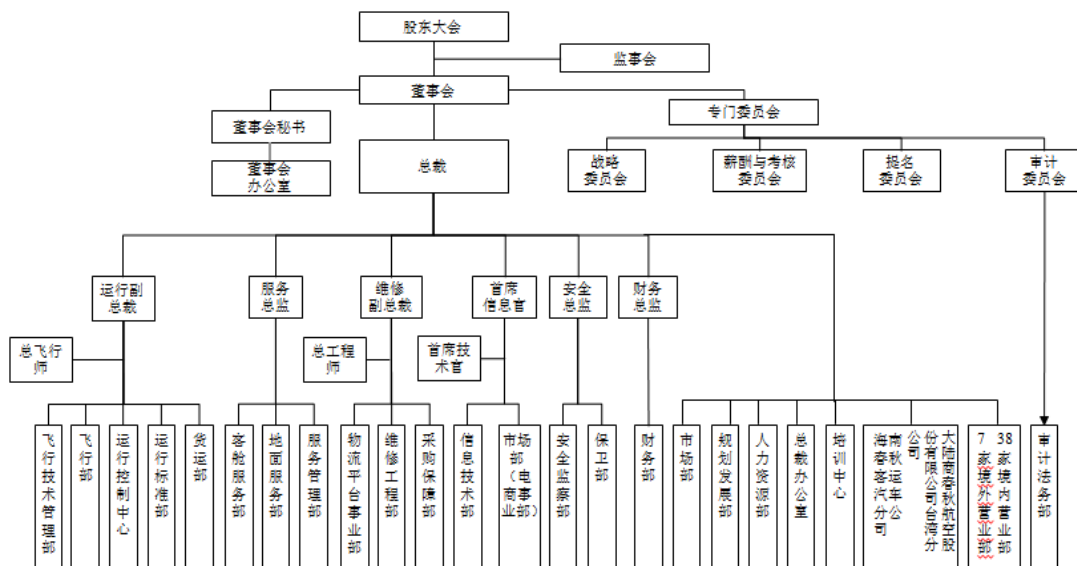 股东大会
监事会
董事会
董事会秘书
董事会
办公室
总裁
专门委员会
战略
委员会
薪酬与考核
委员会
提名
委员会
审计
委员会
运行副
总裁
服务
总监
维修
副总裁
首席
信息官
安全
总监
财务
总监
总飞行
师
总工程
师
首席技
术官
飞行技术管理部
飞行部
运行控制中心
运行标准部
货运部
客舱服务部
地面服务部
服务管理部
物流平台事业部
维修工程部
采购保障部
信息技术部
市场
部（电
商事
业部）
安全监察部
保卫部
财务部
市场部
规划发展部
人力资源部
总裁办公室
培训中心
大陆商春秋航空股
份有限公司台湾分
公司
南秋运车公
海春客汽分司
38家境内营业部
7家境外营业部
审计法务部